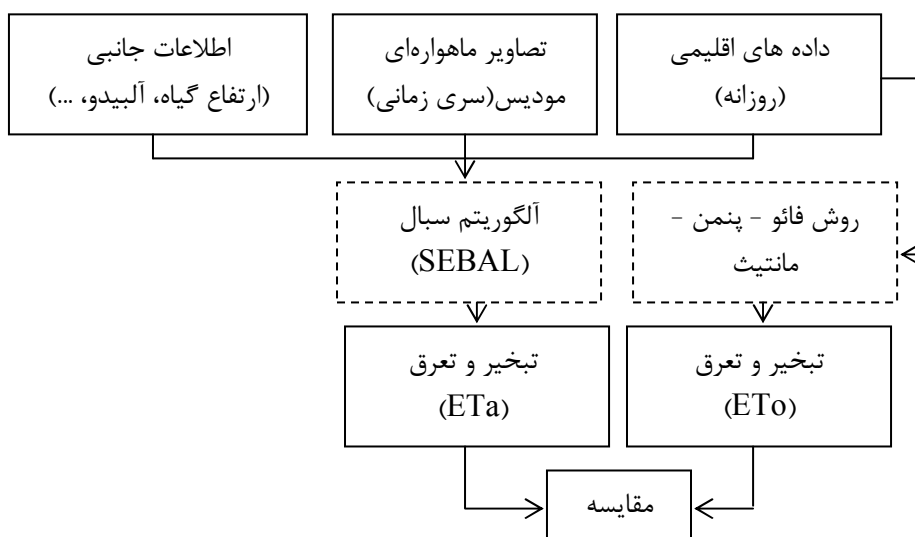 داده های اقلیمی
(روزانه)
تصاویر ماهواره‌ای
مودیس(سری زمانی)
اطلاعات جانبی
(ارتفاع گیاه، آلبیدو، ...)
روش فائو - پنمن -
مانتیث
آلگوریتم سبال
(SEBAL)
تبخیر و تعرق
(ETo)
تبخیر و تعرق
(ETa)
مقایسه